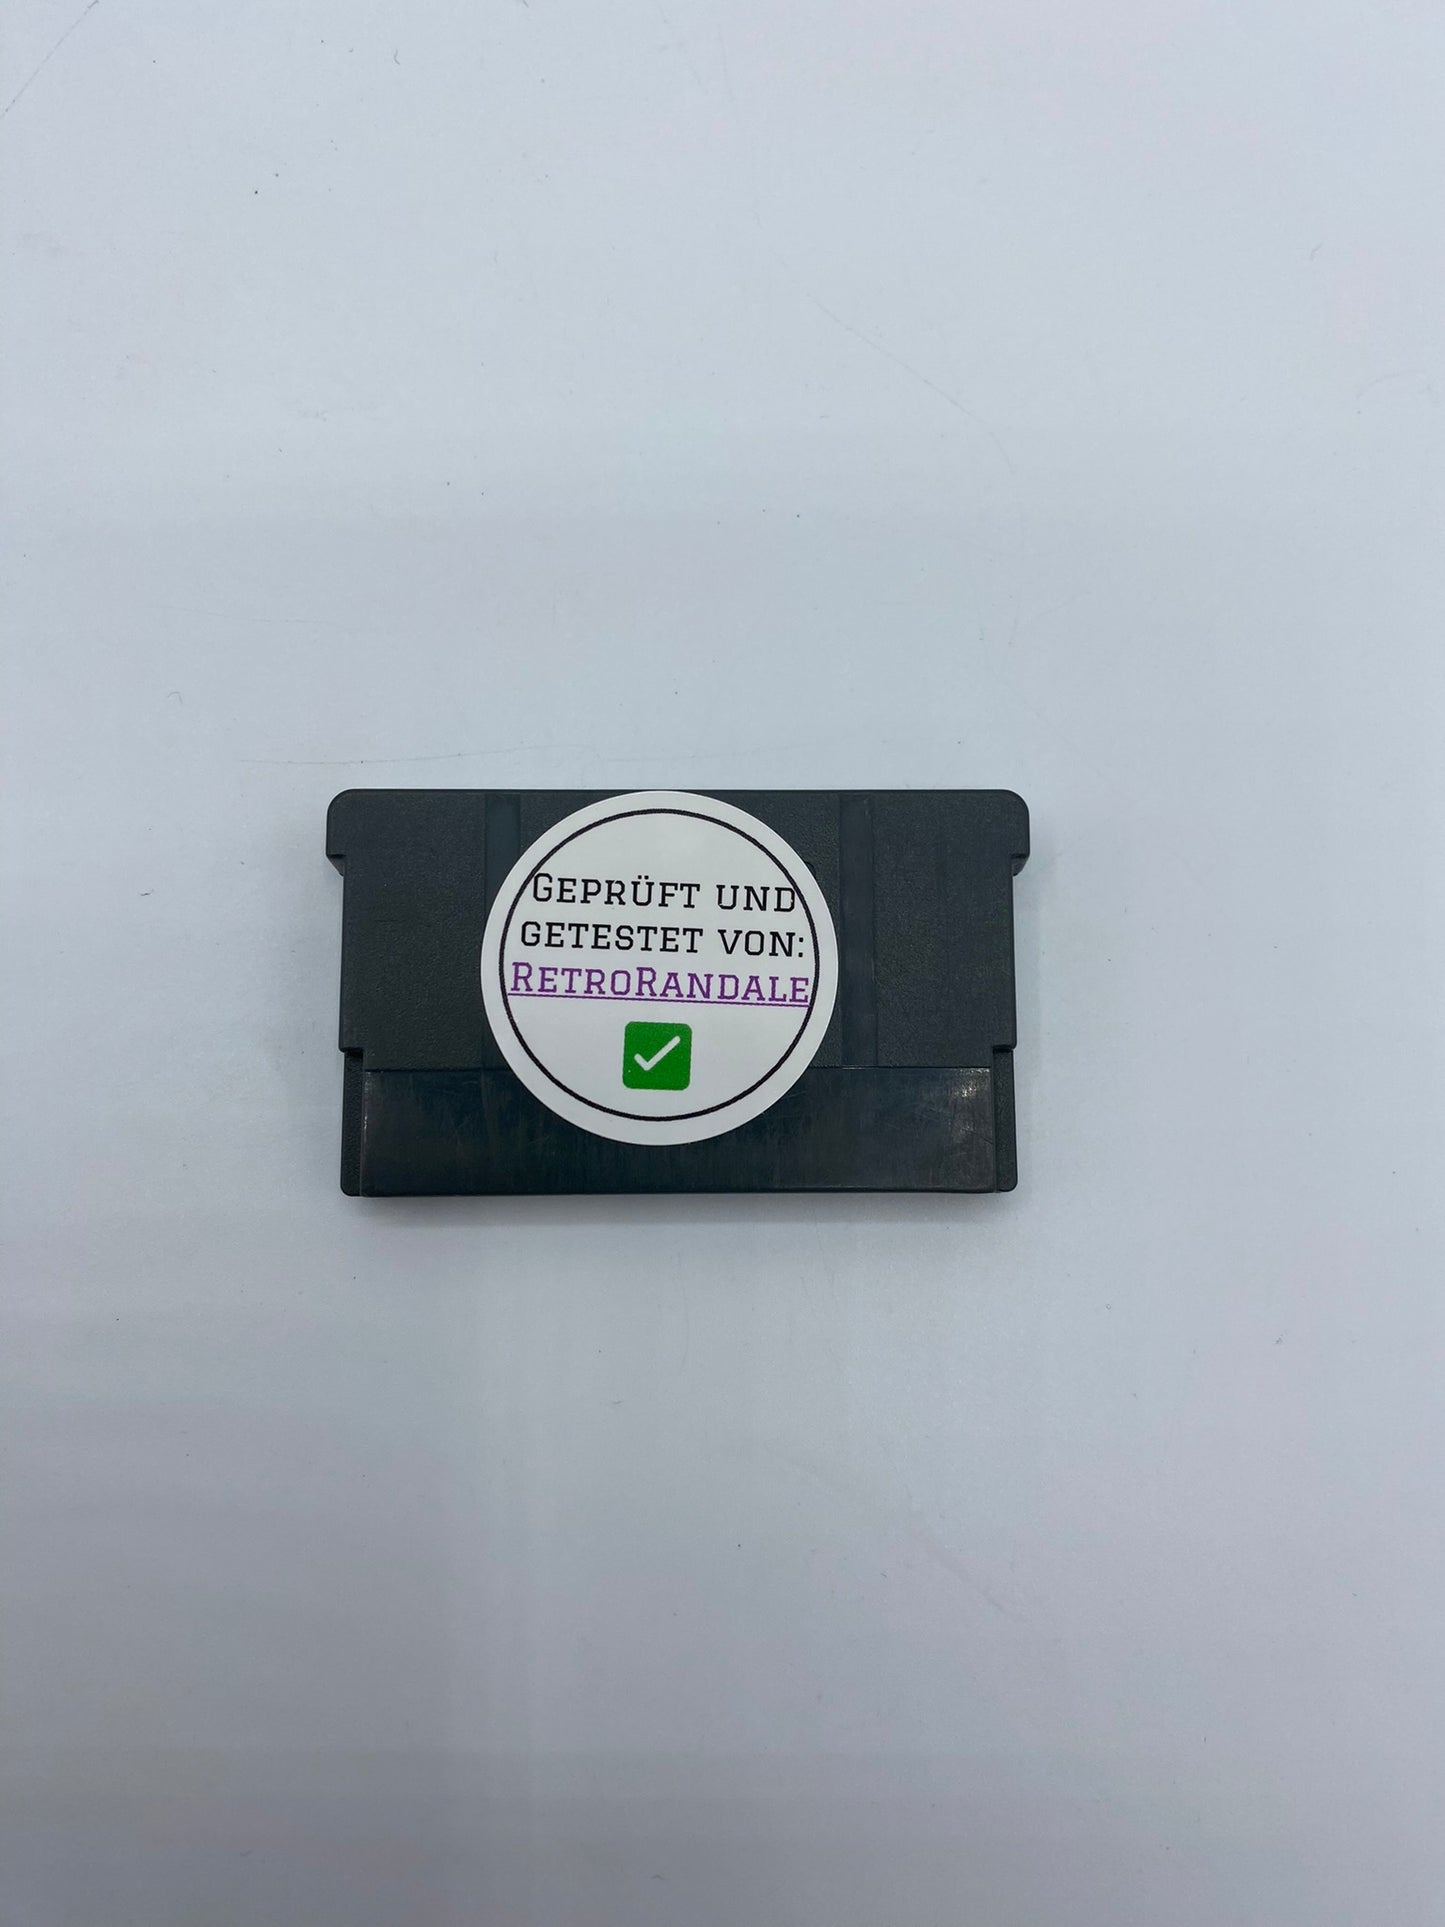 Geprüft und
getestet von:
RetroRandale